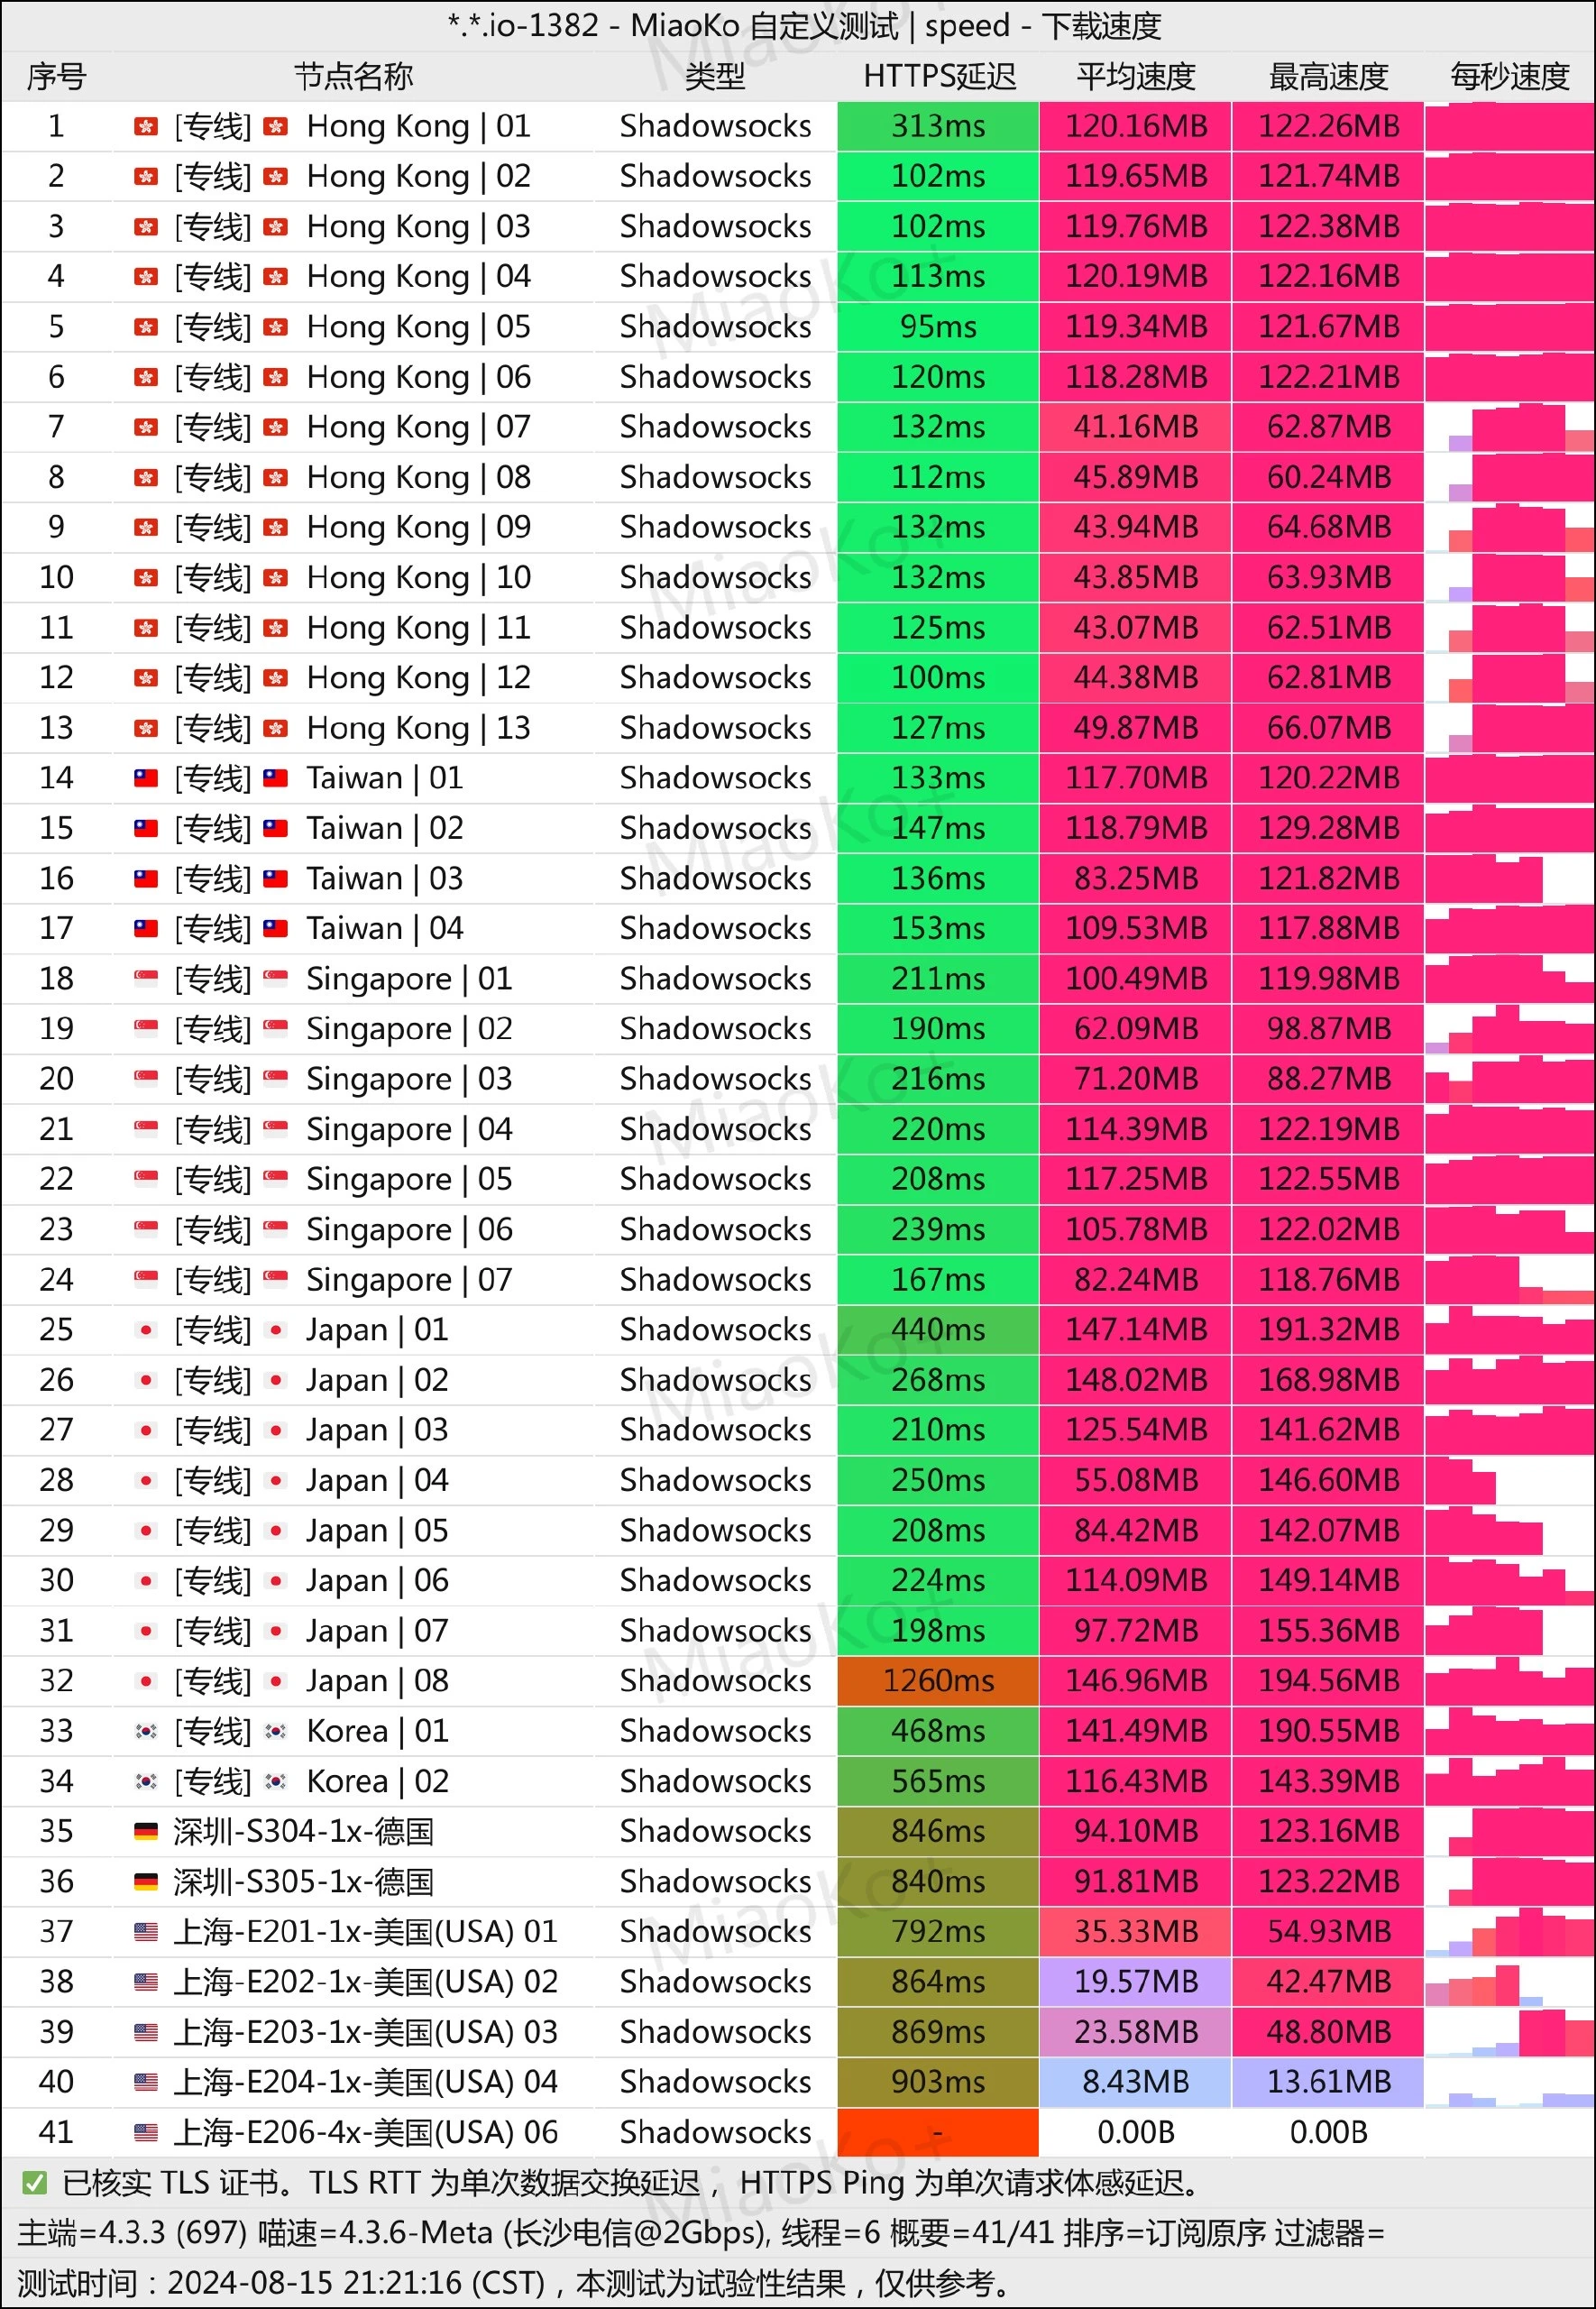 *.*.io-1382 - MiaoKo 自定义测试 | speed - 下载速度
序号 节点名称 类型 HTTPS延迟 平均速度 最高速度 每秒速度
1 [专线] Hong Kong | 01 Shadowsocks 313ms 120.16MB 122.26MB
2 [专线] Hong Kong | 02 Shadowsocks 102ms 119.65MB 121.74MB
3 [专线] Hong Kong | 03 Shadowsocks 102ms 119.76MB 122.38MB
4 [专线] Hong Kong | 04 Shadowsocks 113ms 120.19MB 122.16MB
5 [专线] Hong Kong | 05 Shadowsocks 95ms 119.34MB 121.67MB
6 [专线] Hong Kong | 06 Shadowsocks 120ms 118.28MB 122.21MB
7 [专线] Hong Kong | 07 Shadowsocks 132ms 41.16MB 62.87MB
8 [专线] Hong Kong | 08 Shadowsocks 112ms 45.89MB 60.24MB
9 [专线] Hong Kong | 09 Shadowsocks 132ms 43.94MB 64.68MB
10 [专线] Hong Kong | 10 Shadowsocks 132ms 43.85MB 63.93MB
11 [专线] Hong Kong | 11 Shadowsocks 125ms 43.07MB 62.51MB
12 [专线] Hong Kong | 12 Shadowsocks 100ms 44.38MB 62.81MB
13 [专线] Hong Kong | 13 Shadowsocks 127ms 49.87MB 66.07MB
14 [专线] Taiwan | 01 Shadowsocks 133ms 117.70MB 120.22MB
15 [专线] Taiwan | 02 Shadowsocks 147ms 118.79MB 129.28MB
16 [专线] Taiwan | 03 Shadowsocks 136ms 83.25MB 121.82MB
17 [专线] Taiwan | 04 Shadowsocks 153ms 109.53MB 117.88MB
18 [专线] Singapore | 01 Shadowsocks 211ms 100.49MB 119.98MB
19 [专线] Singapore | 02 Shadowsocks 190ms 62.09MB 98.87MB
20 [专线] Singapore | 03 Shadowsocks 216ms 71.20MB 88.27MB
21 [专线] Singapore | 04 Shadowsocks 220ms 114.39MB 122.19MB
22 [专线] Singapore | 05 Shadowsocks 208ms 117.25MB 122.55MB
23 [专线] Singapore | 06 Shadowsocks 239ms 105.78MB 122.02MB
24 [专线] Singapore | 07 Shadowsocks 167ms 82.24MB 118.76MB
25 [专线] Japan | 01 Shadowsocks 440ms 147.14MB 191.32MB
26 [专线] Japan | 02 Shadowsocks 268ms 148.02MB 168.98MB
27 [专线] Japan | 03 Shadowsocks 210ms 125.54MB 141.62MB
28 [专线] Japan | 04 Shadowsocks 250ms 55.08MB 146.60MB
29 [专线] Japan | 05 Shadowsocks 208ms 84.42MB 142.07MB
30 [专线] Japan | 06 Shadowsocks 224ms 114.09MB 149.14MB
31 [专线] Japan | 07 Shadowsocks 198ms 97.72MB 155.36MB
32 [专线] Japan | 08 Shadowsocks 1260ms 146.96MB 194.56MB
33 [专线] Korea | 01 Shadowsocks 468ms 141.49MB 190.55MB
34 [专线] Korea | 02 Shadowsocks 565ms 116.43MB 143.39MB
35 深圳-S304-1x-德国 Shadowsocks 846ms 94.10MB 123.16MB
36 深圳-S305-1x-德国 Shadowsocks 840ms 91.81MB 123.22MB
37 上海-E201-1x-美国(USA) 01 Shadowsocks 792ms 35.33MB 54.93MB
38 上海-E202-1x-美国(USA) 02 Shadowsocks 864ms 19.57MB 42.47MB
39 上海-E203-1x-美国(USA) 03 Shadowsocks 869ms 23.58MB 48.80MB
40 上海-E204-1x-美国(USA) 04 Shadowsocks 903ms 8.43MB 13.61MB
41 上海-E206-4x-美国(USA) 06 Shadowsocks - 0.00B 0.00B
已核实 TLS 证书。TLS RTT 为单次数据交换延迟，HTTPS Ping 为单次请求体感延迟。
主端=4.3.3 (697) 喵速=4.3.6-Meta (长沙电信@2Gbps), 线程=6 概要=41/41 排序=订阅原序 过滤器=
测试时间：2024-08-15 21:21:16 (CST)，本测试为试验性结果，仅供参考。